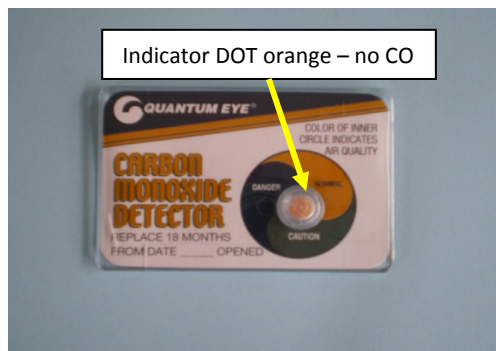 Indicator DOT orange – no CO
QUANTUM EYE®
COLOR OF INNER
CIRCLE INDICATES
AIR QUALITY
CARBON
MONOXIDE
DETECTOR
DANGER
NORMAL
CAUTION
REPLACE 18 MONTHS
FROM DATE _____ OPENED